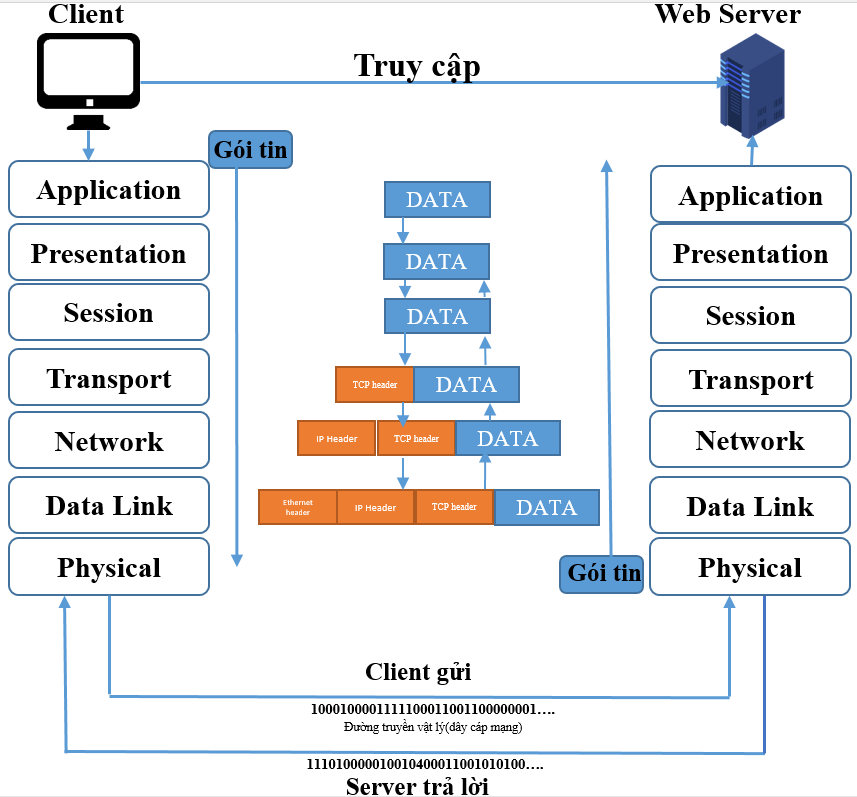 Client
Web Server
Truy cập
Gói tin
Application
Presentation
Session
Transport
Network
Data Link
Physical
DATA
DATA
DATA
TCP header
DATA
IP Header
TCP header
DATA
Ethernet
header
IP Header
TCP header
DATA
Application
Presentation
Session
Transport
Network
Data Link
Physical
Gói tin
Client gửi
1000100001111100011001100000001….
Đường truyền vật lý(dây cáp mạng)
111010000010010400011001010100….
Server trả lời